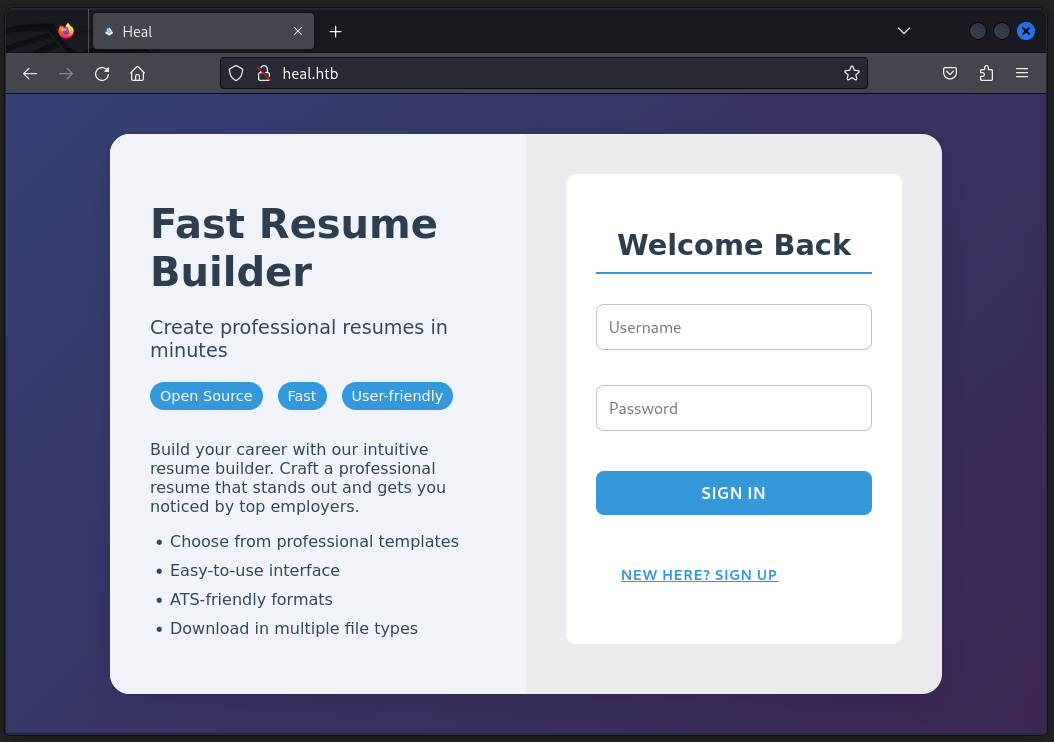 Heal
heal.htb
Fast Resume
Builder
Create professional resumes in
minutes
Open Source Fast User-friendly
Build your career with our intuitive
resume builder. Craft a professional
resume that stands out and gets you
noticed by top employers.
• Choose from professional templates
• Easy-to-use interface
• ATS-friendly formats
• Download in multiple file types
Welcome Back
Username
Password
SIGN IN
NEW HERE? SIGN UP